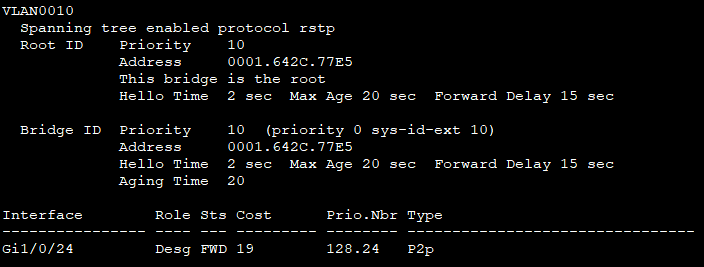 VLAN0010
Spanning tree enabled protocol rstp
Root ID Priority 10
Address 0001.642C.77E5
This bridge is the root
Hello Time 2 sec Max Age 20 sec Forward Delay 15 sec
Bridge ID Priority 10 (priority 0 sys-id-ext 10)
Address 0001.642C.77E5
Hello Time 2 sec Max Age 20 sec Forward Delay 15 sec
Aging Time 20
Interface Role Sts Cost Prio.Nbr Type
---------------- ---- --- --------- -------- --------------------------------
Gi1/0/24 Desg FWD 19 128.24 P2p